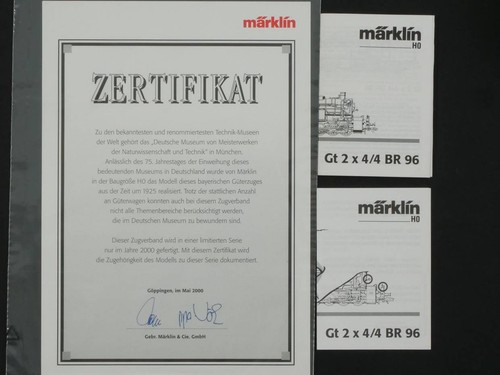 märklin
ZERTIFIKAT
Zu den bekanntesten und renommiertesten Technik-Museen
der Welt gehört das „Deutsche Museum von Meisterwerken
der Naturwissenschaft und Technik" in München.
Anläßlich des 75. Jahrestages der Einweihung dieses
bedeutenden Museums in Deutschland wurde von Märklin
in der Baugröße H0 das Modell dieses bayerischen Güterzuges
aus der Zeit um 1925 realisiert. Trotz der stattlichen Anzahl
an Güterwagen konnten auch bei diesem Zugverband
nicht alle Themenbereiche berücksichtigt werden,
die im Deutschen Museum zu bewundern sind.
Dieser Zugverband wird in einer limitierten Serie
nur im Jahre 2000 gefertigt. Mit diesem Zertifikat wird
die Zugehörigkeit des Modells zu dieser Serie dokumentiert.
Göppingen, im Mai 2000
Gebr. Märklin & Cie. GmbH
märklin
H0
Gt 2 x 4/4 BR 96
märklin
H0
Gt 2 x 4/4 BR 96